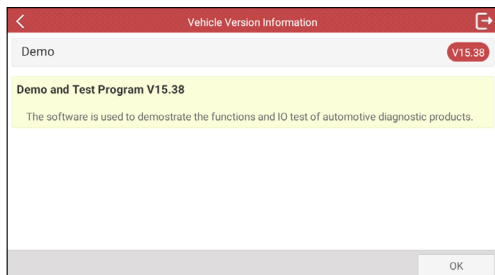 Vehicle Version Information
Demo
V15.38
Demo and Test Program V15.38
The software is used to demostrate the functions and IO test of automotive diagnostic products.
OK